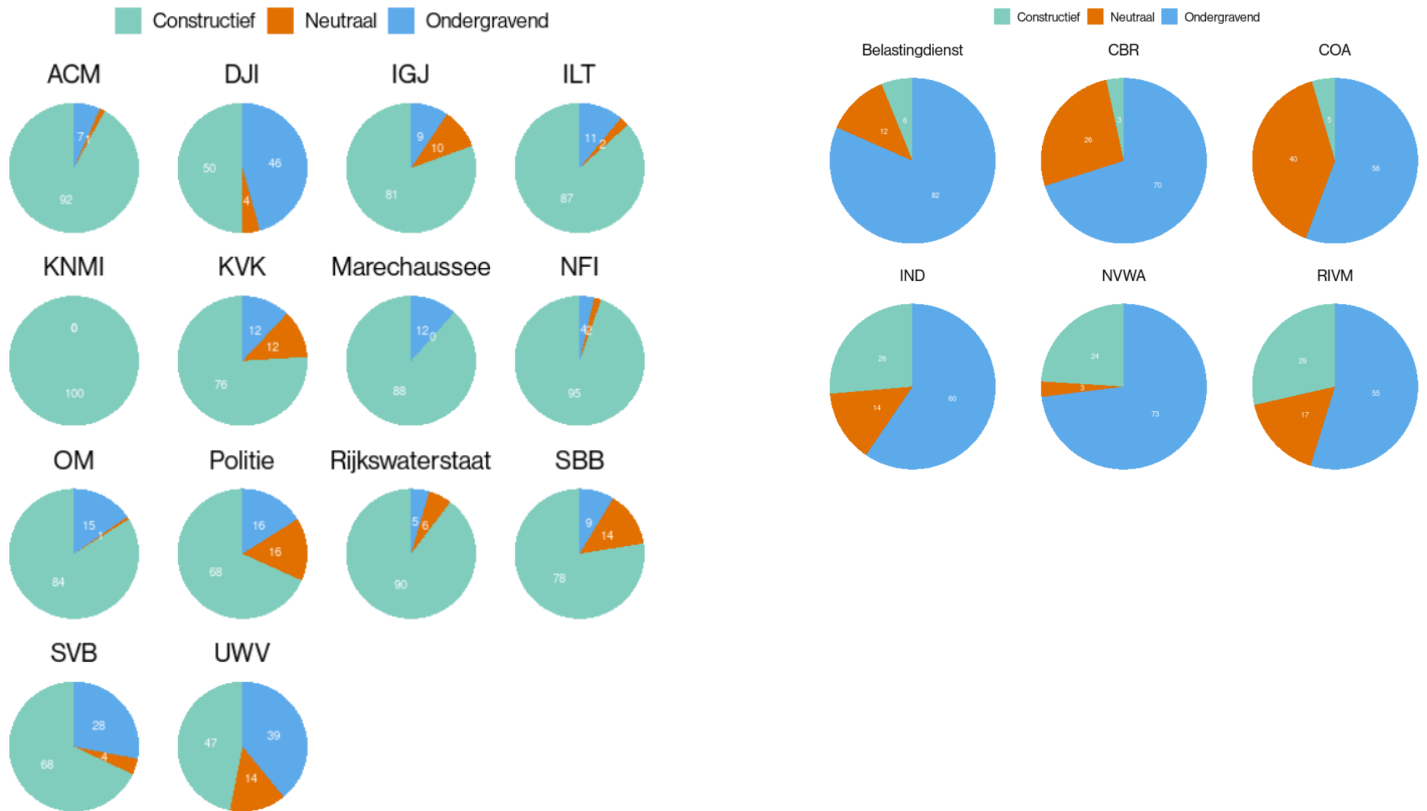 Constructief Neutraal Ondergravend
ACM DJI IGJ ILT
7 1 92
46 4 50
9 10 81
11 2 87
KNMI KVK Marechaussee NFI
0 100
12 12 76
12 0 88
4 2 95
OM Politie Rijkswaterstaat SBB
15 1 84
16 16 68
5 6 90
9 14 78
SVB UWV
28 4 68
39 14 47
Constructief Neutraal Ondergravend
Belastingdienst CBR COA
6 12 82
3 26 70
5 40 56
IND NVWA RIVM
26 14 60
24 3 73
29 17 55